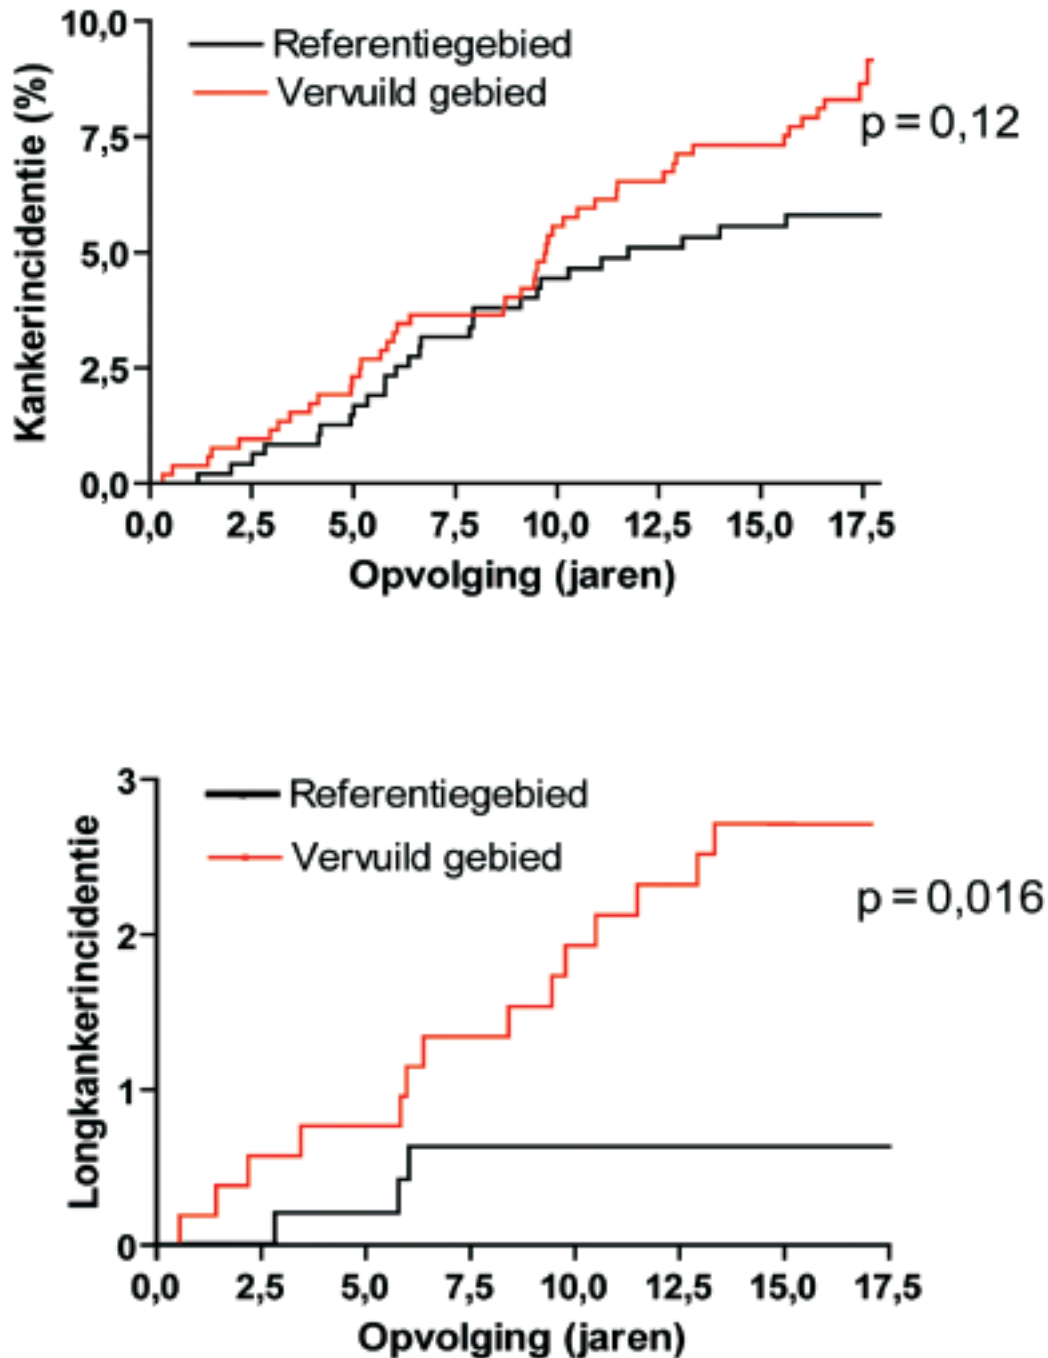 10,0
Referentiegebied
Vervuild gebied
p = 0,12
7,5
5,0
2,5
0,0
Kankerincidentie (%)
0,0 2,5 5,0 7,5 10,0 12,5 15,0 17,5
Opvolging (jaren)
3
Referentiegebied
Vervuild gebied
p = 0,016
2
1
0
Longkankerincidentie
0,0 2,5 5,0 7,5 10,0 12,5 15,0 17,5
Opvolging (jaren)